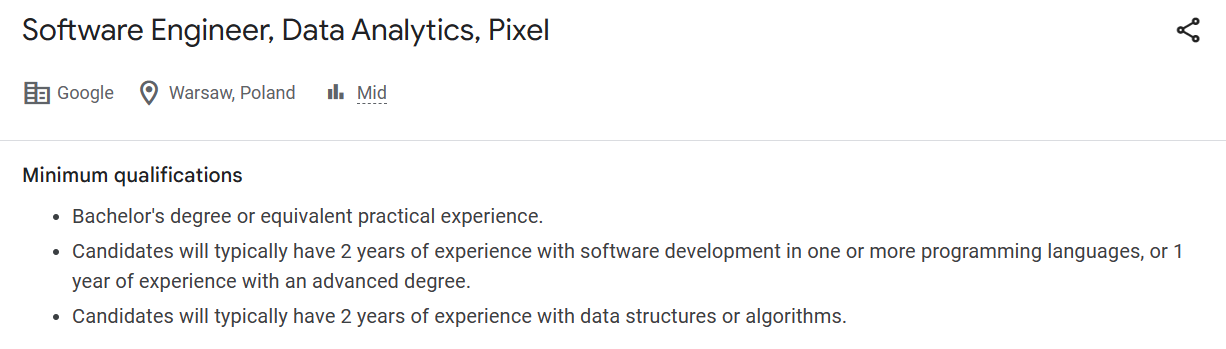 Software Engineer, Data Analytics, Pixel
Google Warsaw, Poland Mid
Minimum qualifications
• Bachelor's degree or equivalent practical experience.
• Candidates will typically have 2 years of experience with software development in one or more programming languages, or 1
year of experience with an advanced degree.
• Candidates will typically have 2 years of experience with data structures or algorithms.